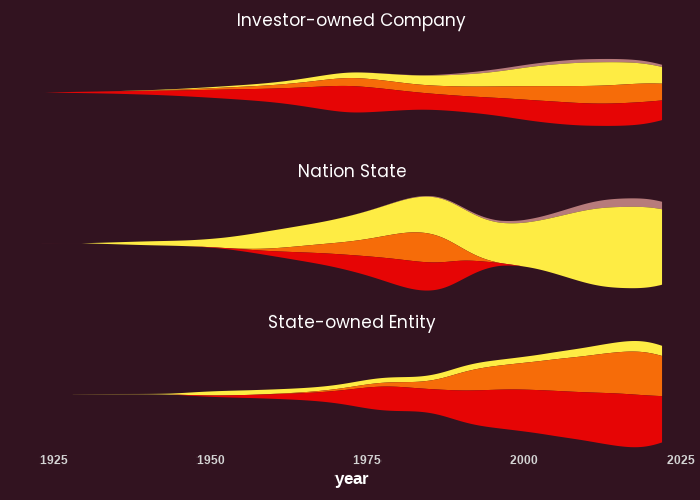 Investor-owned Company
Nation State
State-owned Entity
1925 1950 1975 2000 2025
year